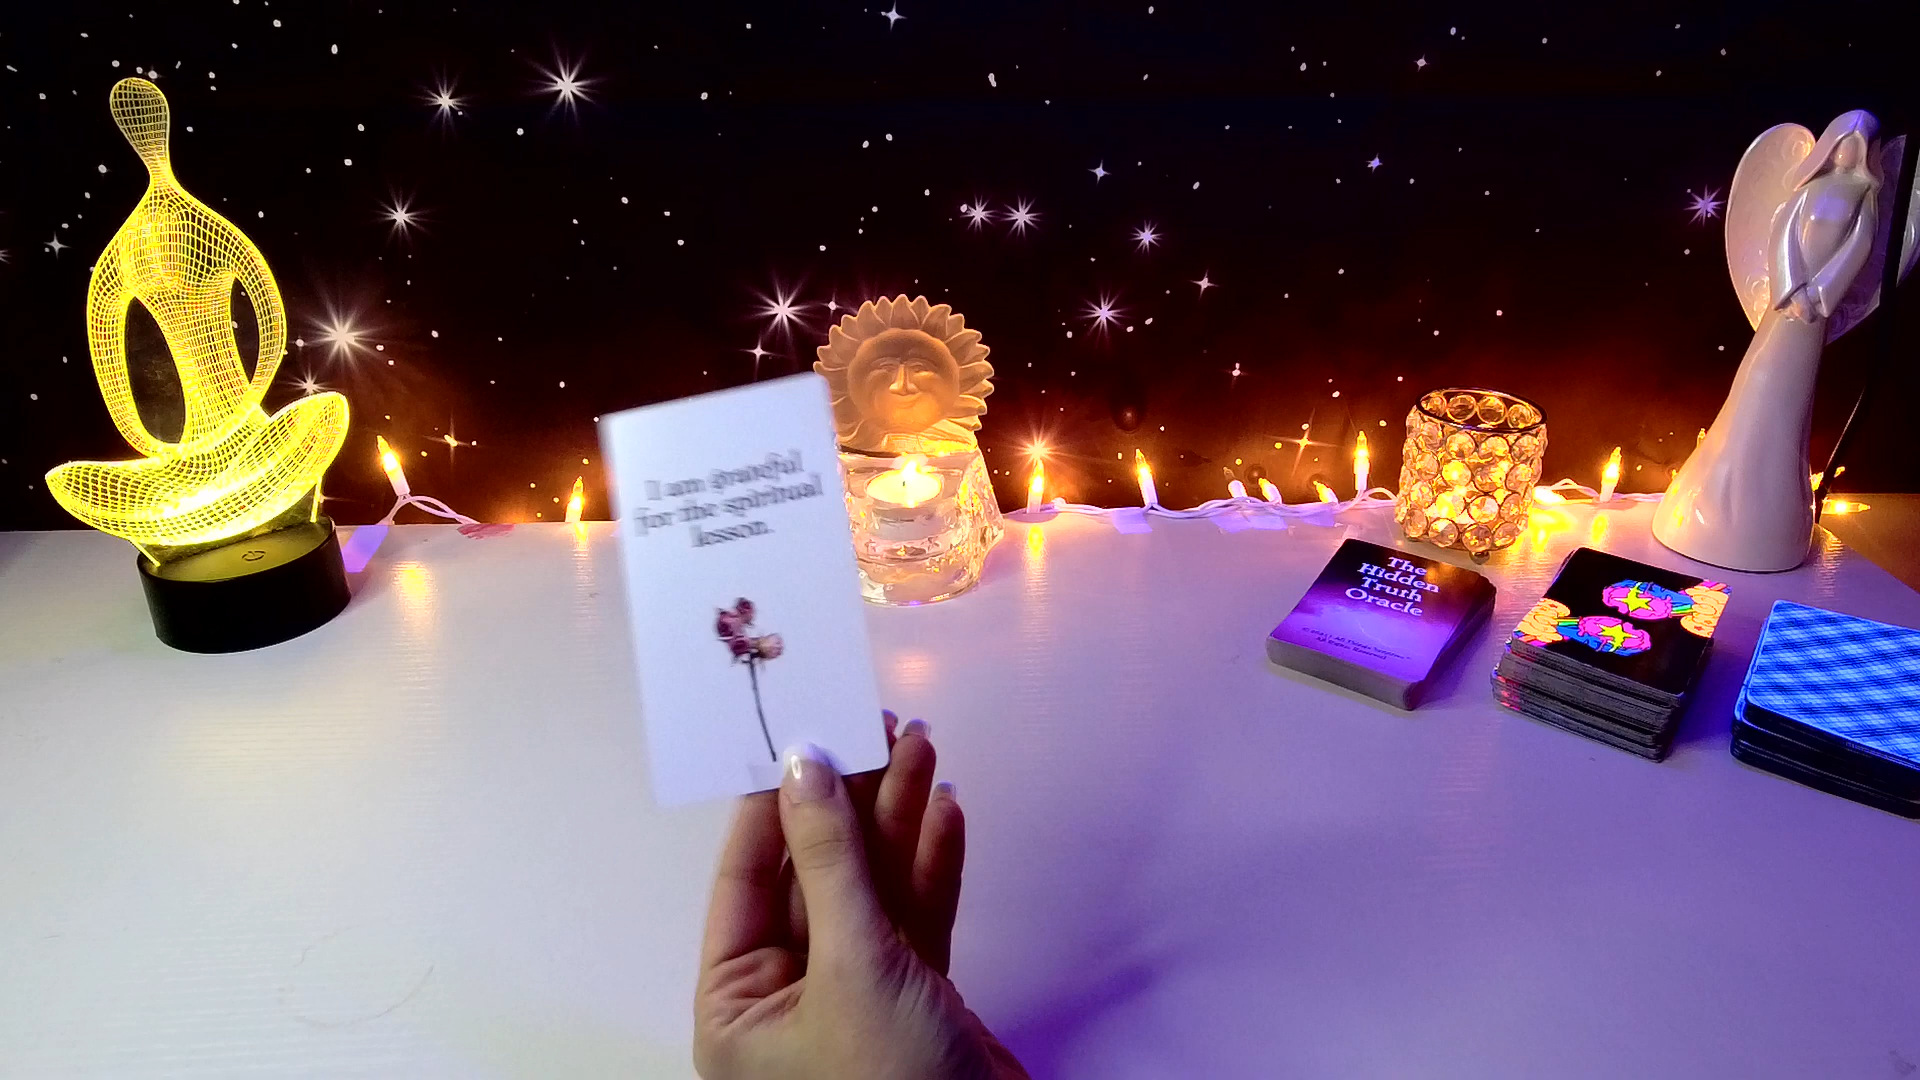 I am grateful
for the spiritual
lesson.
The
Hidden
Truth
Oracle